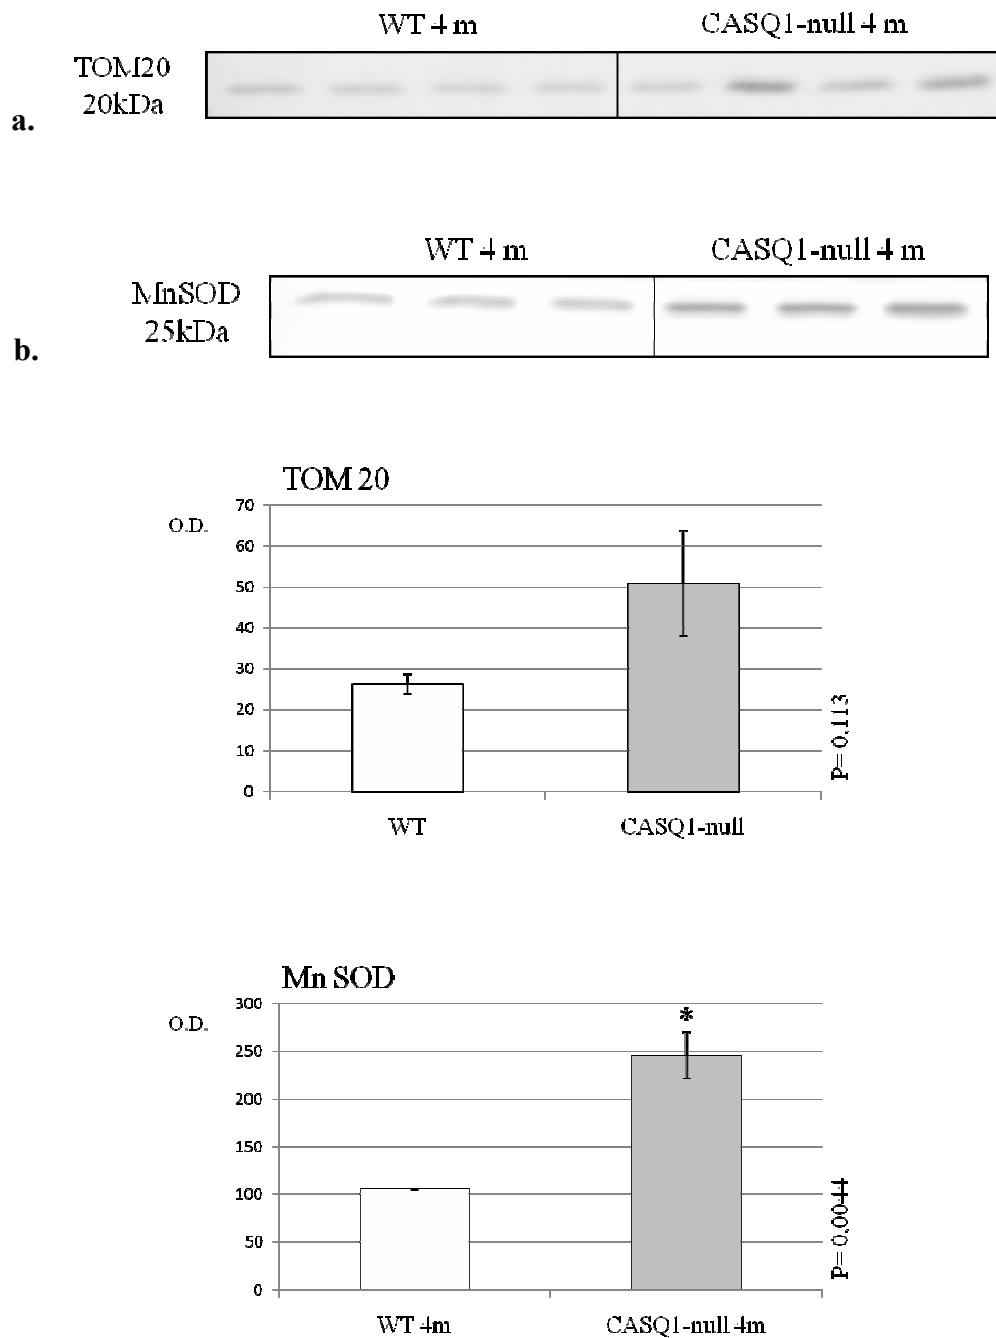 WT 4 m
CASQ1-null 4 m
TOM20
20kDa
a.
WT 4 m
CASQ1-null 4 m
MnSOD
25kDa
b.
TOM 20
O.D.
70
60
50
40
30
20
10
0
WT
CASQ1-null
P= 0.113
Mn SOD
O.D.
300
250
200
150
100
50
0
*
WT 4m
CASQ1-null 4m
P= 0.0044